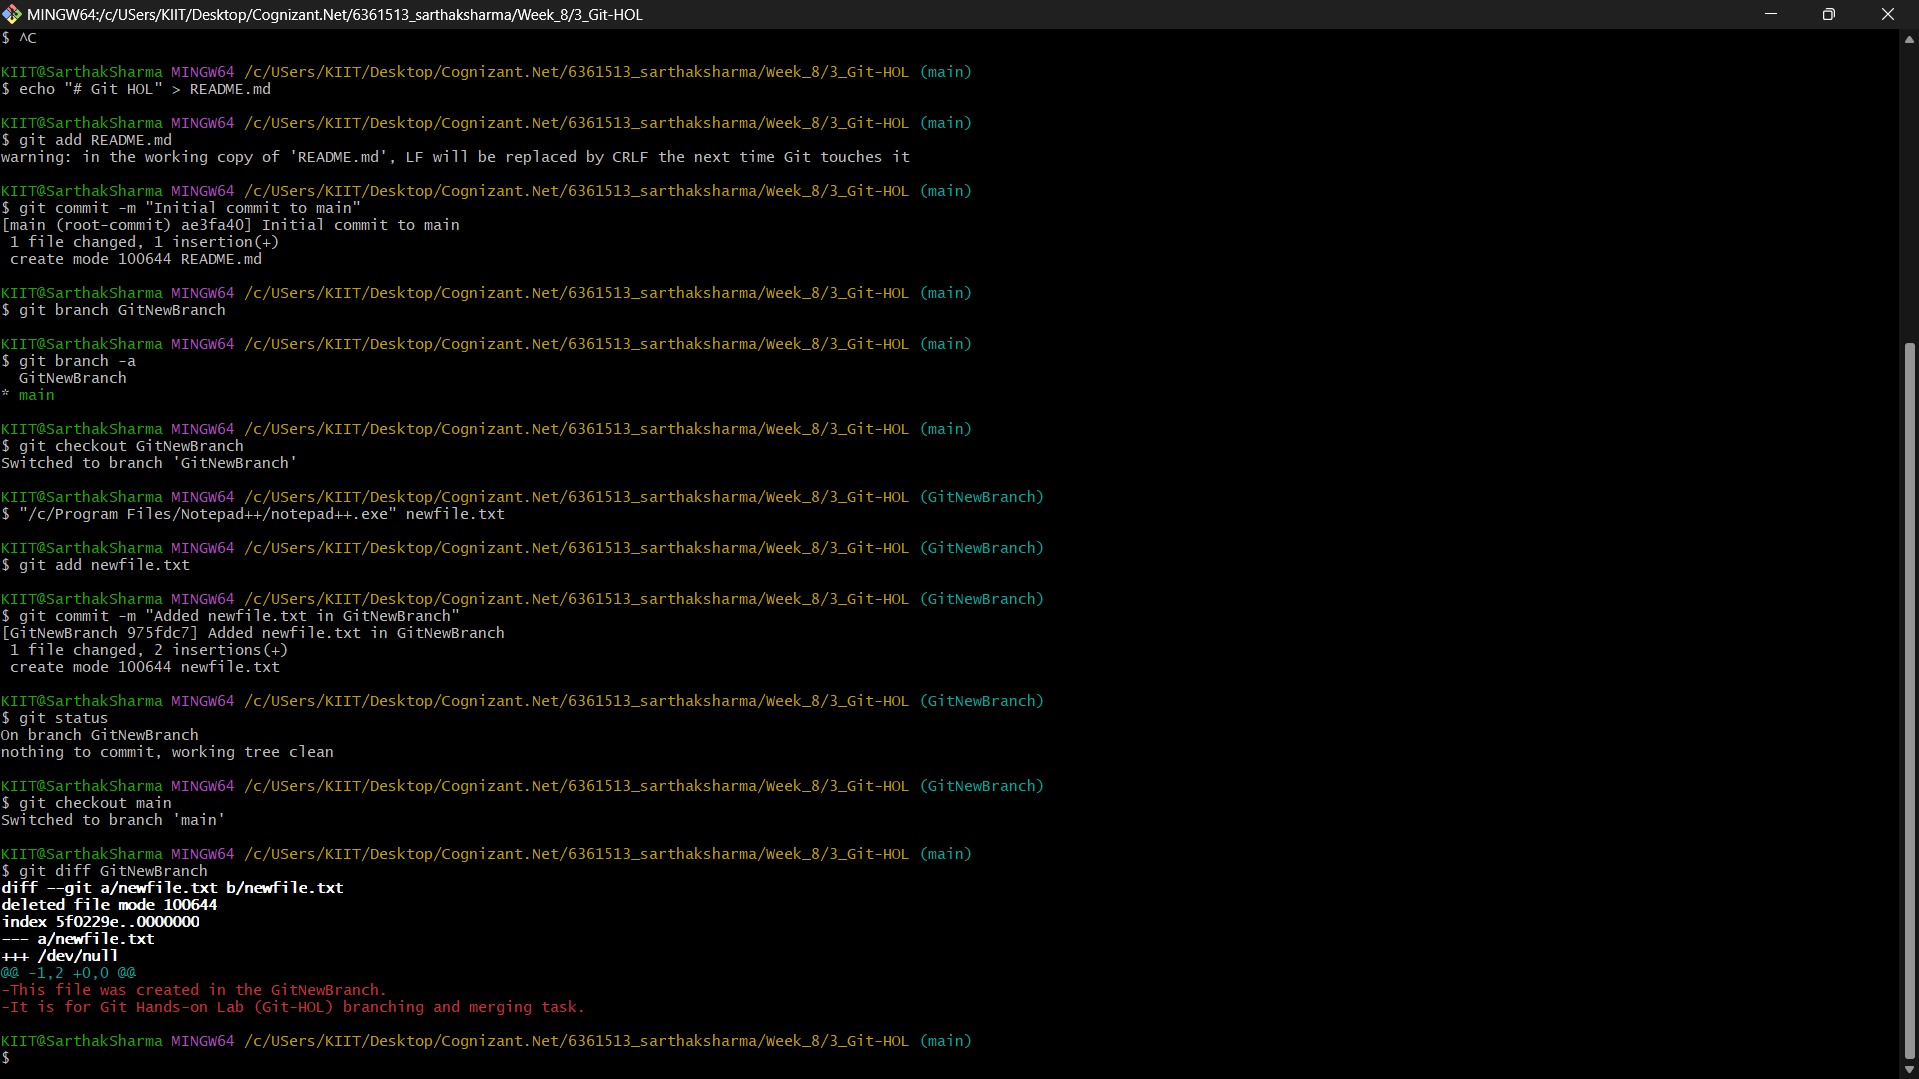 MINGW64:/c/USers/KIIT/Desktop/Cognizant.Net/6361513_sarthaksharma/Week_8/3_Git-HOL
$ ^C
KIIT@SarthakSharma MINGW64 /c/USers/KIIT/Desktop/Cognizant.Net/6361513_sarthaksharma/Week_8/3_Git-HOL (main)
$ echo "# Git HOL" > README.md
KIIT@SarthakSharma MINGW64 /c/USers/KIIT/Desktop/Cognizant.Net/6361513_sarthaksharma/Week_8/3_Git-HOL (main)
$ git add README.md
warning: in the working copy of 'README.md', LF will be replaced by CRLF the next time Git touches it
KIIT@SarthakSharma MINGW64 /c/USers/KIIT/Desktop/Cognizant.Net/6361513_sarthaksharma/Week_8/3_Git-HOL (main)
$ git commit -m "Initial commit to main"
[main (root-commit) ae3fa40] Initial commit to main
 1 file changed, 1 insertion(+)
 create mode 100644 README.md
KIIT@SarthakSharma MINGW64 /c/USers/KIIT/Desktop/Cognizant.Net/6361513_sarthaksharma/Week_8/3_Git-HOL (main)
$ git branch GitNewBranch
KIIT@SarthakSharma MINGW64 /c/USers/KIIT/Desktop/Cognizant.Net/6361513_sarthaksharma/Week_8/3_Git-HOL (main)
$ git branch -a
  GitNewBranch
* main
KIIT@SarthakSharma MINGW64 /c/USers/KIIT/Desktop/Cognizant.Net/6361513_sarthaksharma/Week_8/3_Git-HOL (main)
$ git checkout GitNewBranch
Switched to branch 'GitNewBranch'
KIIT@SarthakSharma MINGW64 /c/USers/KIIT/Desktop/Cognizant.Net/6361513_sarthaksharma/Week_8/3_Git-HOL (GitNewBranch)
$ "/c/Program Files/Notepad++/notepad++.exe" newfile.txt
KIIT@SarthakSharma MINGW64 /c/USers/KIIT/Desktop/Cognizant.Net/6361513_sarthaksharma/Week_8/3_Git-HOL (GitNewBranch)
$ git add newfile.txt
KIIT@SarthakSharma MINGW64 /c/USers/KIIT/Desktop/Cognizant.Net/6361513_sarthaksharma/Week_8/3_Git-HOL (GitNewBranch)
$ git commit -m "Added newfile.txt in GitNewBranch"
[GitNewBranch 975fdc7] Added newfile.txt in GitNewBranch
 1 file changed, 2 insertions(+)
 create mode 100644 newfile.txt
KIIT@SarthakSharma MINGW64 /c/USers/KIIT/Desktop/Cognizant.Net/6361513_sarthaksharma/Week_8/3_Git-HOL (GitNewBranch)
$ git status
On branch GitNewBranch
nothing to commit, working tree clean
KIIT@SarthakSharma MINGW64 /c/USers/KIIT/Desktop/Cognizant.Net/6361513_sarthaksharma/Week_8/3_Git-HOL (GitNewBranch)
$ git checkout main
Switched to branch 'main'
KIIT@SarthakSharma MINGW64 /c/USers/KIIT/Desktop/Cognizant.Net/6361513_sarthaksharma/Week_8/3_Git-HOL (main)
$ git diff GitNewBranch
diff --git a/newfile.txt b/newfile.txt
deleted file mode 100644
index 5f0229e..0000000
--- a/newfile.txt
+++ /dev/null
@@ -1,2 +0,0 @@
-This file was created in the GitNewBranch.
-It is for Git Hands-on Lab (Git-HOL) branching and merging task.
KIIT@SarthakSharma MINGW64 /c/USers/KIIT/Desktop/Cognizant.Net/6361513_sarthaksharma/Week_8/3_Git-HOL (main)
$